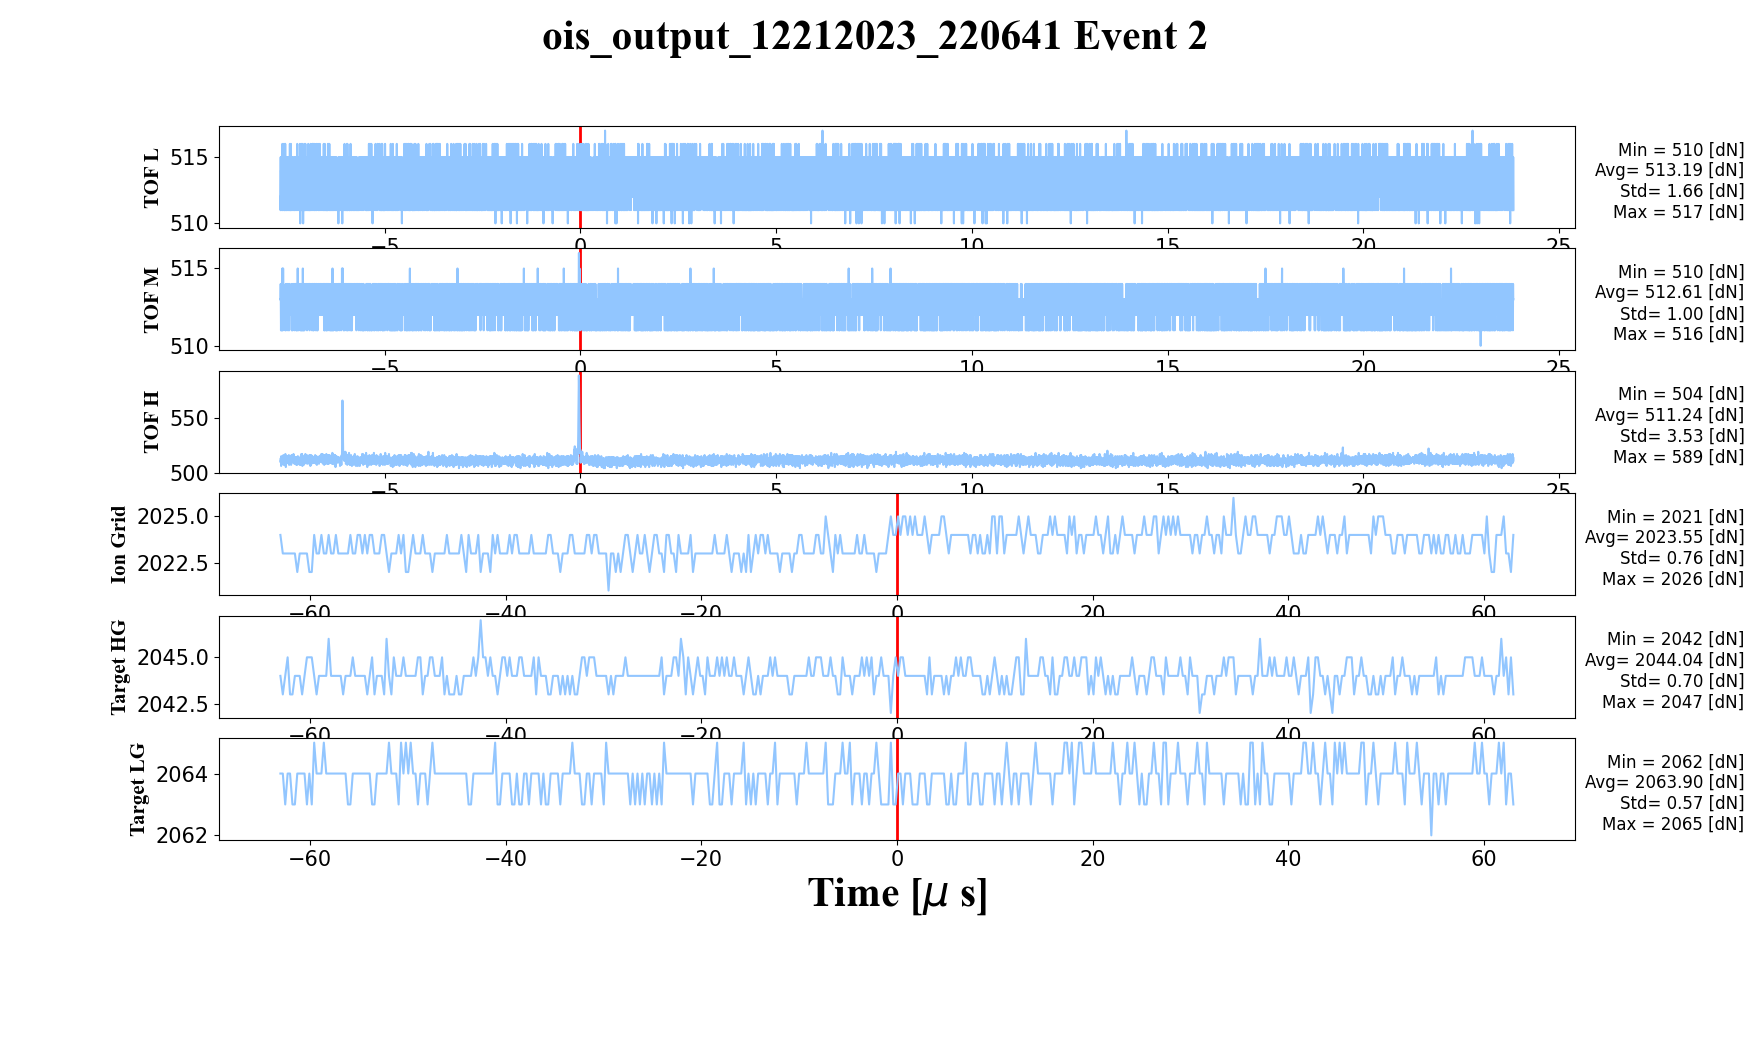 ois_output_12212023_220641 Event 2
TOF L
515
510
Min = 510 [dN]
Avg= 513.19 [dN]
Std= 1.66 [dN]
Max = 517 [dN]
−5 0 5 10 15 20 25
TOF M
515
510
Min = 510 [dN]
Avg= 512.61 [dN]
Std= 1.00 [dN]
Max = 516 [dN]
−5 0 5 10 15 20 25
TOF H
550
500
Min = 504 [dN]
Avg= 511.24 [dN]
Std= 3.53 [dN]
Max = 589 [dN]
−5 0 5 10 15 20 25
Ion Grid
2025.0
2022.5
Min = 2021 [dN]
Avg= 2023.55 [dN]
Std= 0.76 [dN]
Max = 2026 [dN]
−60 −40 −20 0 20 40 60
Target HG
2045.0
2042.5
Min = 2042 [dN]
Avg= 2044.04 [dN]
Std= 0.70 [dN]
Max = 2047 [dN]
−60 −40 −20 0 20 40 60
Target LG
2064
2062
Min = 2062 [dN]
Avg= 2063.90 [dN]
Std= 0.57 [dN]
Max = 2065 [dN]
−60 −40 −20 0 20 40 60
Time [μ s]